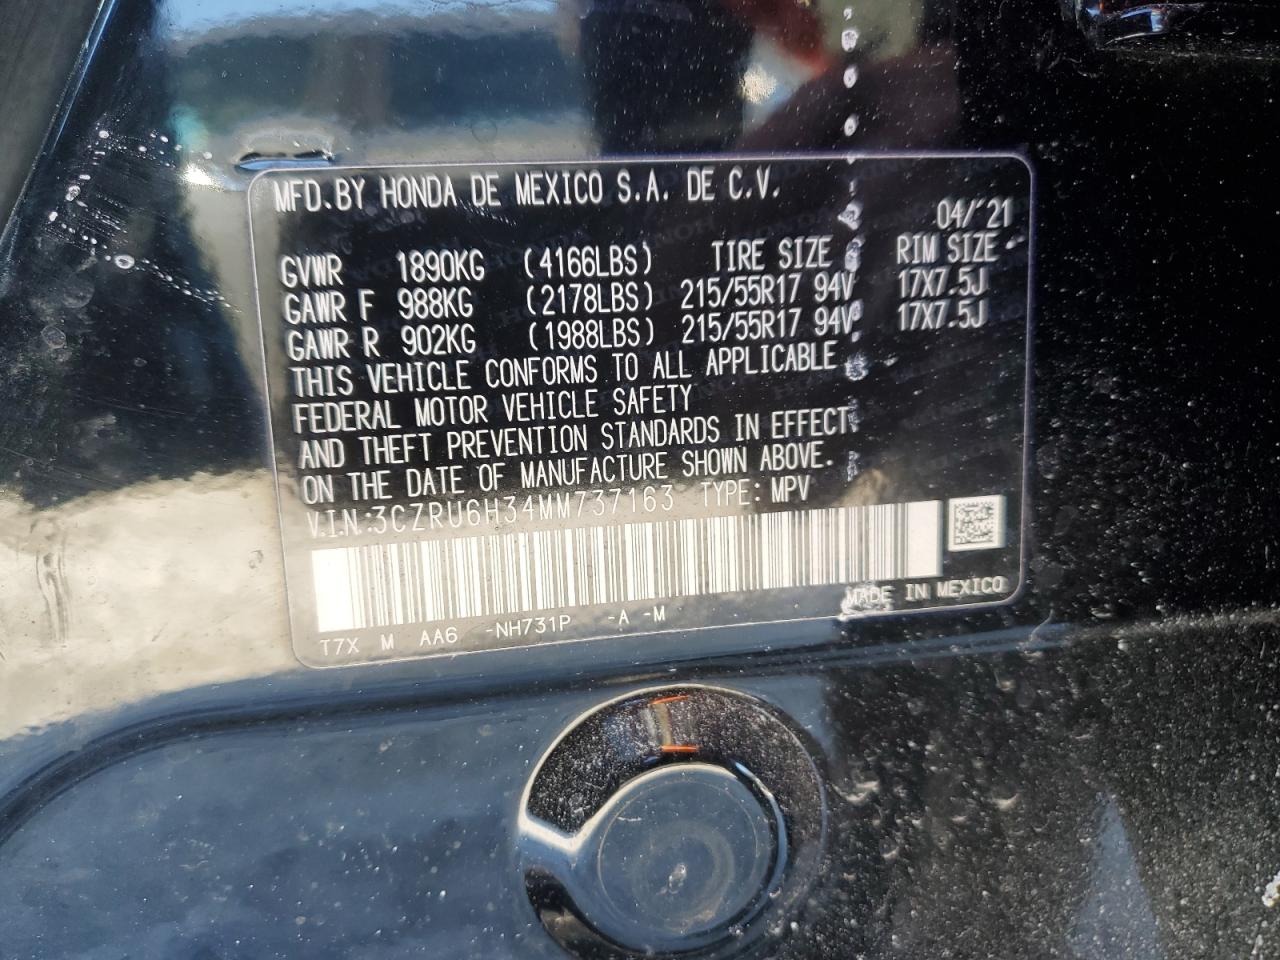 MFD.BY HONDA DE MEXICO S.A. DE C.V.
04/'21
GVWR 1890KG (4166LBS) TIRE SIZE RIM SIZE
GAWR F 988KG (2178LBS) 215/55R17 94V 17X7.5J
GAWR R 902KG (1988LBS) 215/55R17 94V 17X7.5J
THIS VEHICLE CONFORMS TO ALL APPLICABLE
FEDERAL MOTOR VEHICLE SAFETY
AND THEFT PREVENTION STANDARDS IN EFFECT
ON THE DATE OF MANUFACTURE SHOWN ABOVE.
V.I.N:3CZRU6H34MM737163 TYPE: MPV
MADE IN MEXICO
T7X M AA6 -NH731P -A -M